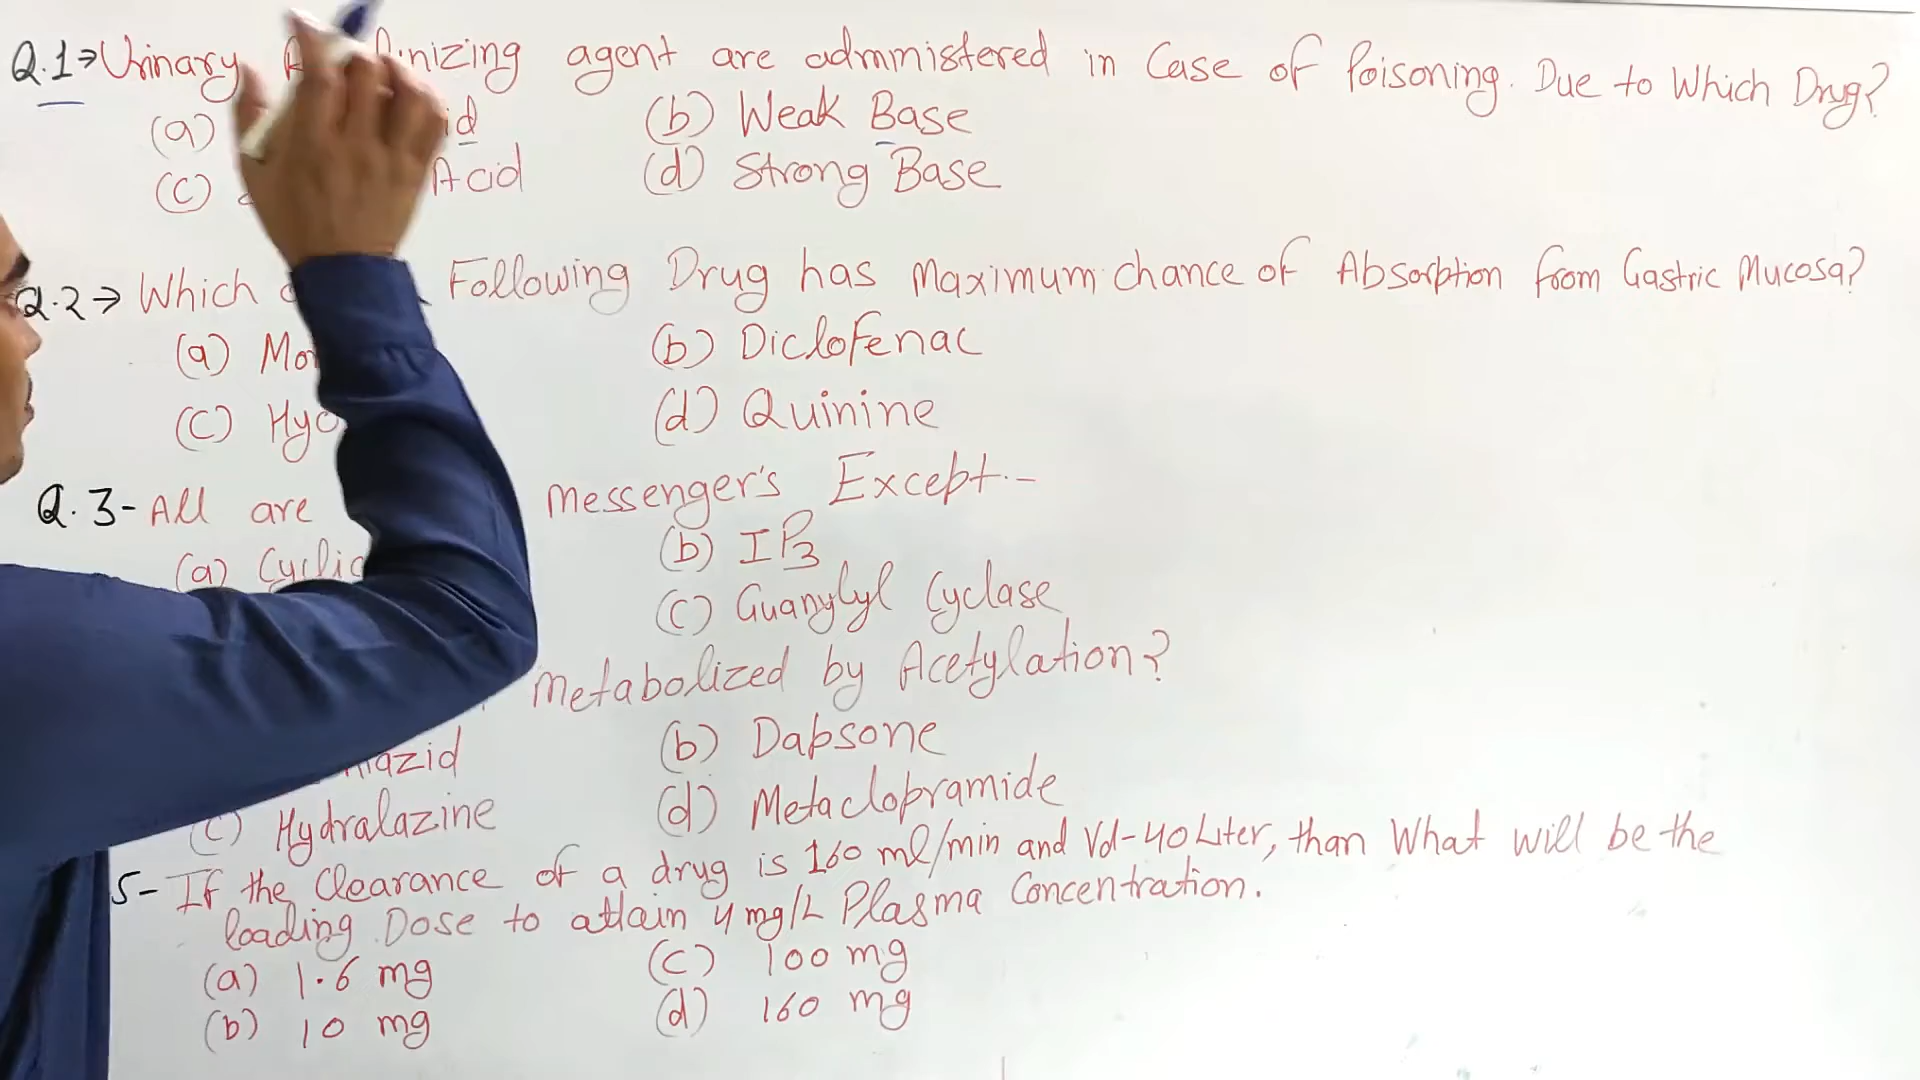 Q.1→ Urinary agent are administered in Case of Poisoning. Due to Which Drug?
(a) (b) Weak Base
(c) Acid (d) Strong Base
Q.2→ Which Following Drug has Maximum chance of Absorption from Gastric Mucosa?
(a) (b) Diclofenac
(c) (d) Quinine
Q.3- All are messenger's Except.-
(a) Cyclic (b) IP3
(c) Guanylyl Cyclase
Metabolized by Acetylation?
(b) Dapsone
(c) Hydralazine (d) Metaclopramide
5- If the Clearance of a drug is 160 ml/min and Vd-40 Liter, than What will be the
loading Dose to attain 4 mg/L Plasma Concentration.
(a) 1.6 mg (c) 100 mg
(b) 10 mg (d) 160 mg